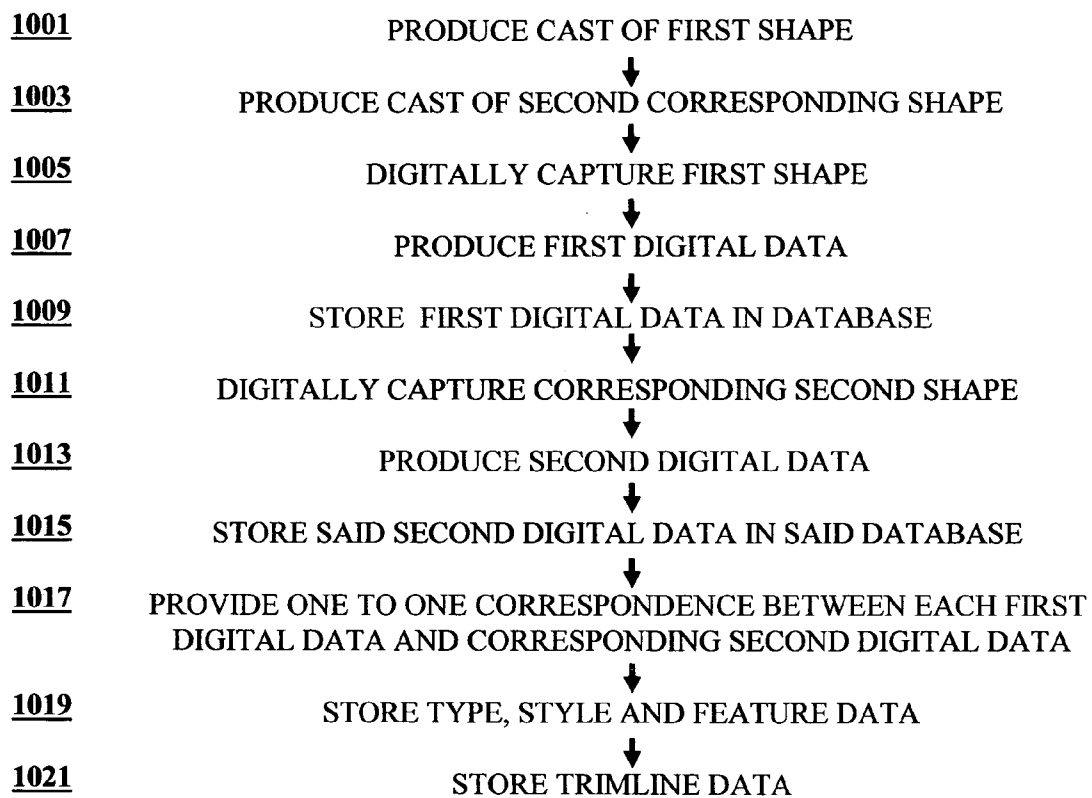 1001 PRODUCE CAST OF FIRST SHAPE
1003 PRODUCE CAST OF SECOND CORRESPONDING SHAPE
1005 DIGITALLY CAPTURE FIRST SHAPE
1007 PRODUCE FIRST DIGITAL DATA
1009 STORE FIRST DIGITAL DATA IN DATABASE
1011 DIGITALLY CAPTURE CORRESPONDING SECOND SHAPE
1013 PRODUCE SECOND DIGITAL DATA
1015 STORE SAID SECOND DIGITAL DATA IN SAID DATABASE
1017 PROVIDE ONE TO ONE CORRESPONDENCE BETWEEN EACH FIRST
DIGITAL DATA AND CORRESPONDING SECOND DIGITAL DATA
1019 STORE TYPE, STYLE AND FEATURE DATA
1021 STORE TRIMLINE DATA